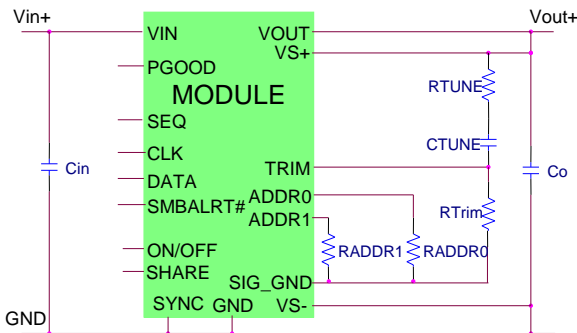 Vin+
Vout+
VIN
VOUT
VS+
PGOOD
RTUNE
MODULE
SEQ
CTUNE
CLK
TRIM
Cin
Co
DATA
ADDR0
SMBALRT#
ADDR1
RTrim
ON/OFF
RADDR1
RADDR0
SHARE
SIG_GND
SYNC
GND
VS-
GND